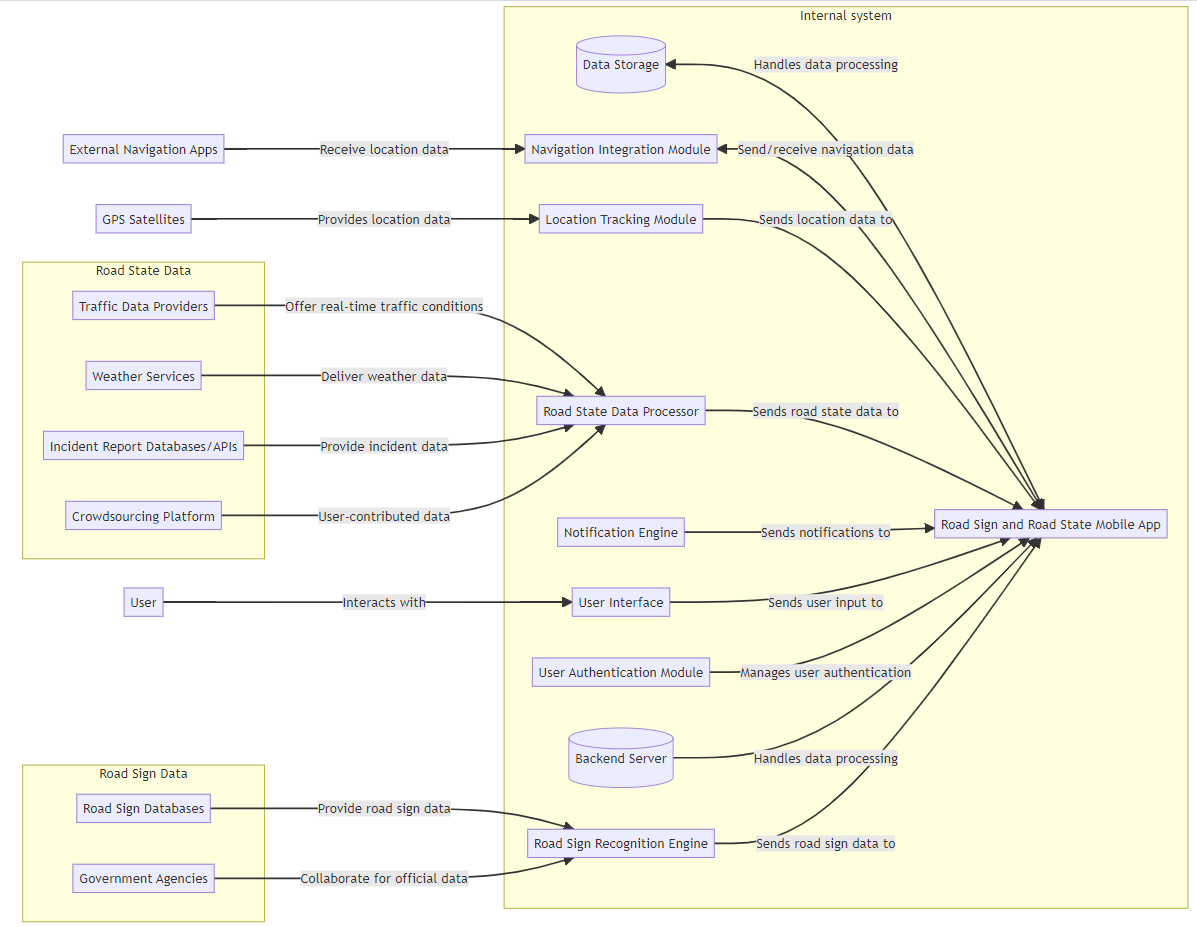 Internal system
Data Storage
Handles data processing
External Navigation Apps
Receive location data
Navigation Integration Module
Send/receive navigation data
GPS Satellites
Provides location data
Location Tracking Module
Sends location data to
Road State Data
Traffic Data Providers
Offer real-time traffic conditions
Weather Services
Deliver weather data
Road State Data Processor
Sends road state data to
Incident Report Databases/APIs
Provide incident data
Crowdsourcing Platform
User-contributed data
Notification Engine
Sends notifications to
Road Sign and Road State Mobile App
User
Interacts with
User Interface
Sends user input to
User Authentication Module
Manages user authentication
Backend Server
Handles data processing
Road Sign Data
Road Sign Databases
Provide road sign data
Road Sign Recognition Engine
Sends road sign data to
Government Agencies
Collaborate for official data